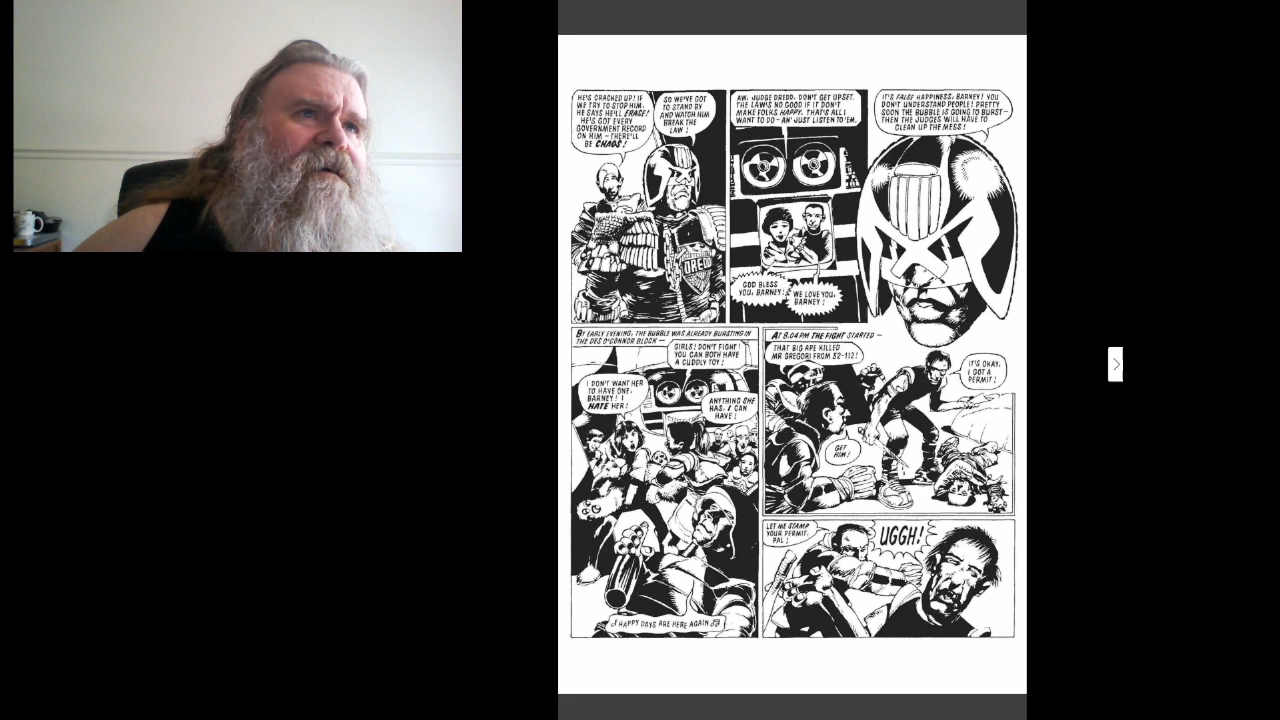 HE'S CRACKED UP! IF
WE TRY TO STOP HIM,
HE SAYS HE'LL ERASE!
HE'S GOT EVERY
GOVERNMENT RECORD
ON HIM – THERE'LL
BE CHAOS!
SO WE'VE GOT
TO STAND BY
AND WATCH HIM
BREAK THE
LAW!
DREDD
AW, JUDGE DREDD, DON'T GET UPSET.
THE LAW'S NO GOOD IF IT DON'T
MAKE FOLKS HAPPY. THAT'S ALL I
WANT TO DO – AN' JUST LISTEN TO 'EM.
GOD BLESS
YOU, BARNEY!
WE LOVE YOU,
BARNEY!
IT'S FALSE HAPPINESS, BARNEY! YOU
DON'T UNDERSTAND PEOPLE! PRETTY
SOON THE BUBBLE IS GOING TO BURST –
THEN THE JUDGES WILL HAVE TO
CLEAN UP THE MESS!
BY EARLY EVENING, THE BUBBLE WAS ALREADY BURSTING IN
THE DES O'CONNOR BLOCK –
GIRLS! DON'T FIGHT!
YOU CAN BOTH HAVE
A CUDDLY TOY!
I DON'T WANT HER
TO HAVE ONE,
BARNEY! I
HATE HER!
ANYTHING SHE
HAS, I CAN
HAVE!
♪ HAPPY DAYS ARE HERE AGAIN ♫
AT 8.04 PM THE FIGHT STARTED –
THAT BIG APE KILLED
MR GREGORI FROM 32-112!
IT'S OKAY,
I GOT A
PERMIT!
GET
HIM!
LET ME STAMP
YOUR PERMIT,
PAL!
UGGH!